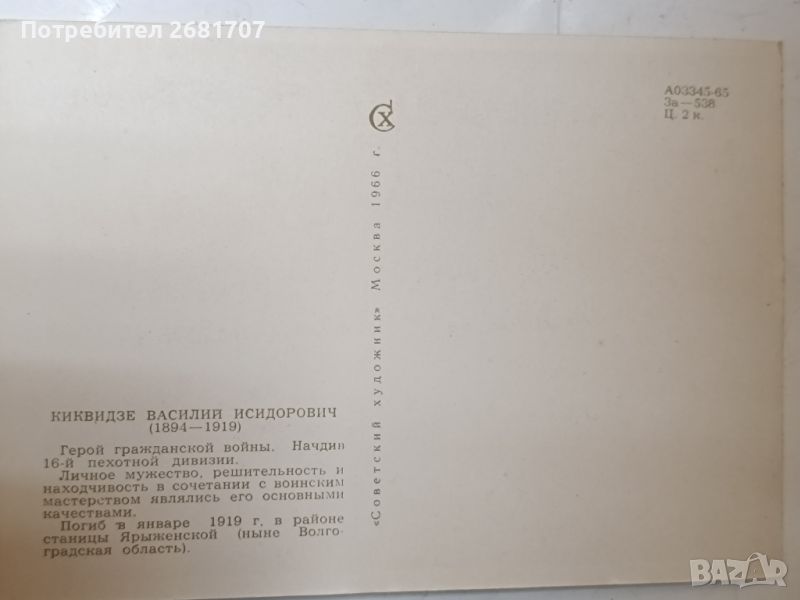 Потребител 2681707
А03345-65
За—538
Ц. 2 к.
СХ
«Советский художник» Москва 1966 г.
КИКВИДЗЕ ВАСИЛИЙ ИСИДОРОВИЧ
(1894—1919)
Герой гражданской войны. Начдив
16-й пехотной дивизии.
Личное мужество, решительность и
находчивость в сочетании с воинским
мастерством являлись его основными
качествами.
Погиб в январе 1919 г. в районе
станицы Ярыженской (ныне Волго-
градская область).
BAZAR